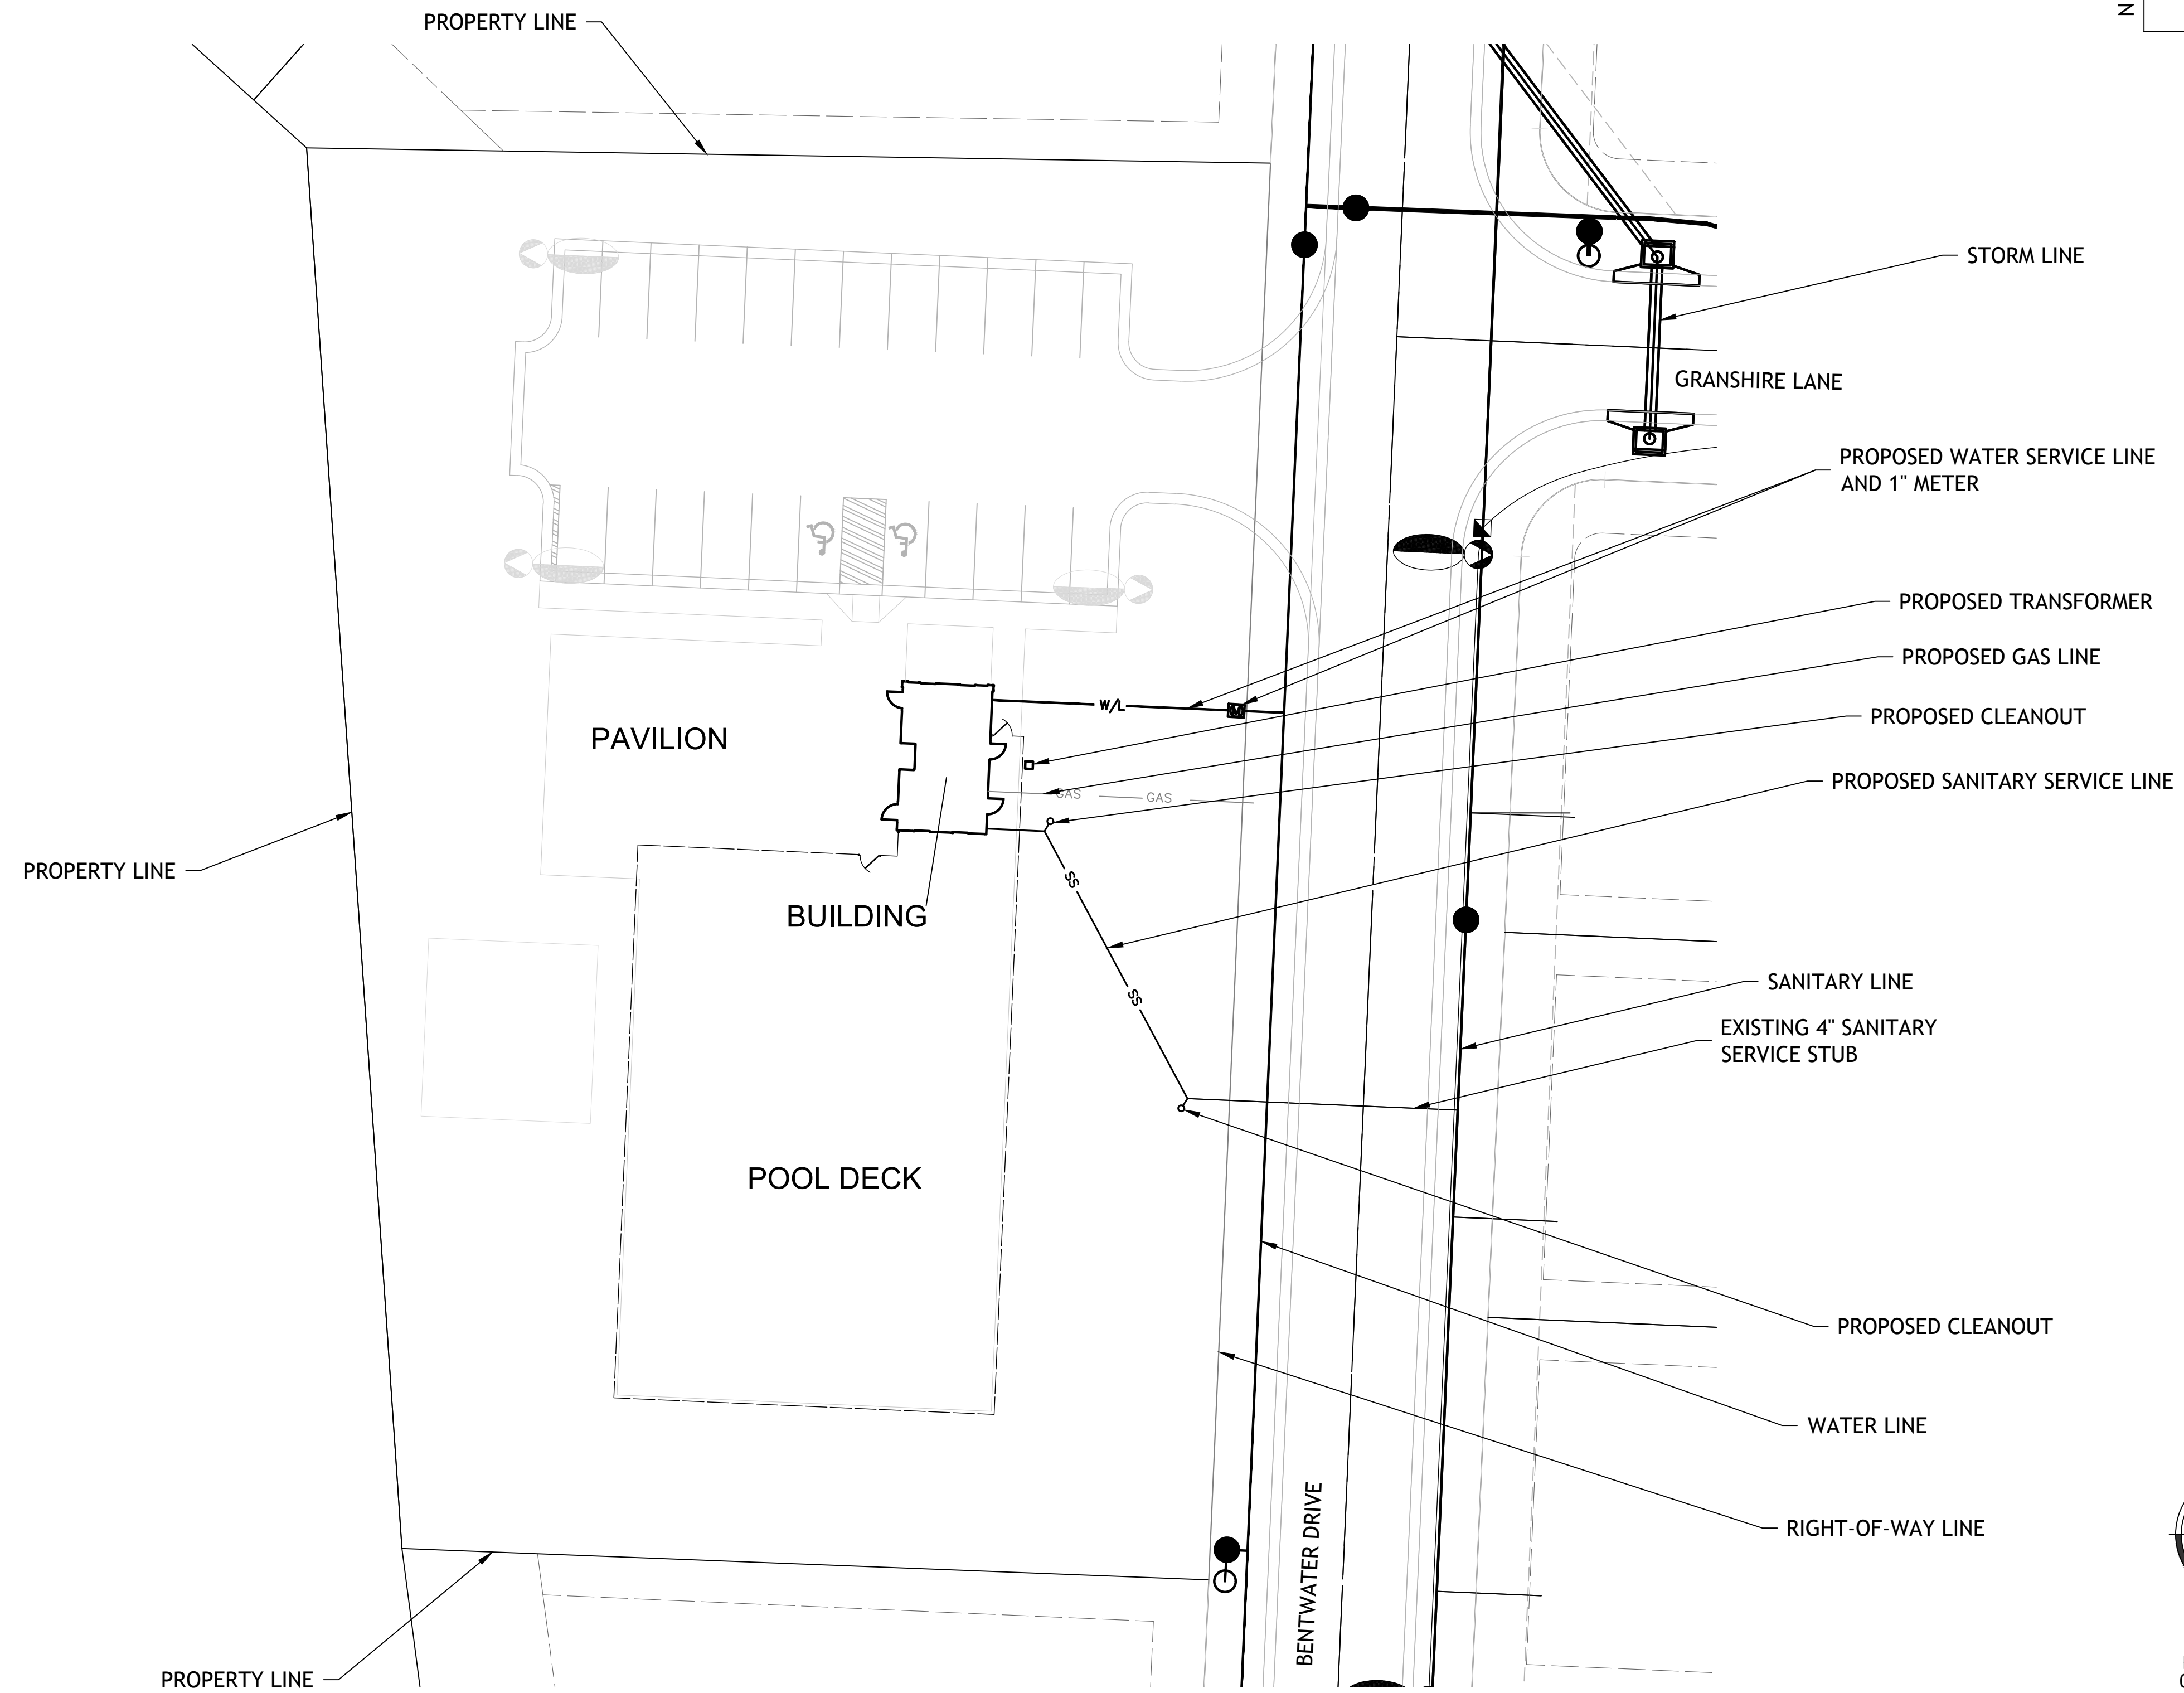 PROPERTY LINE
N
STORM LINE
GRANSHIRE LANE
PROPOSED WATER SERVICE LINE
AND 1" METER
PROPOSED TRANSFORMER
PROPOSED GAS LINE
W/L
PAVILION
PROPOSED CLEANOUT
PROPOSED SANITARY SERVICE LINE
GAS
GAS
PROPERTY LINE
SS
BUILDING
SANITARY LINE
SS
EXISTING 4" SANITARY
SERVICE STUB
POOL DECK
PROPOSED CLEANOUT
WATER LINE
RIGHT-OF-WAY LINE
BENTWATER DRIVE
PROPERTY LINE